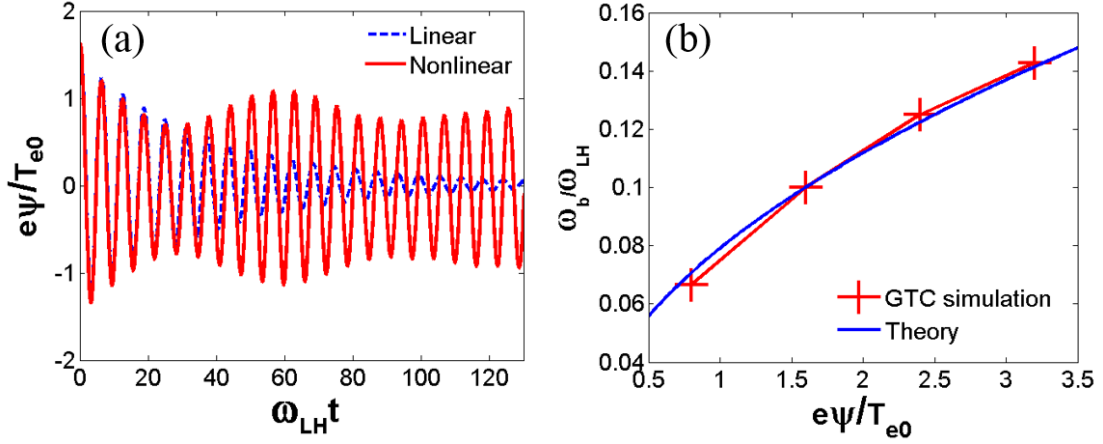 (a)
Linear
Nonlinear
2
1
0
-1
-2
0 20 40 60 80 100 120
eψ/Te0
ωLHt
(b)
0.16
0.14
0.12
0.1
0.08
0.06
0.04
0.5 1 1.5 2 2.5 3 3.5
ωb/ωLH
eψ/Te0
GTC simulation
Theory